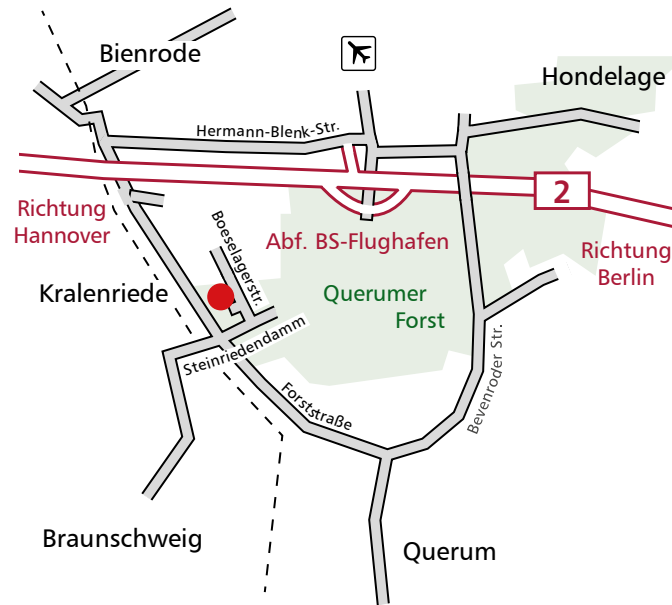 Bienrode
Hondelage
Hermann-Blenk-Str.
2
Richtung
Hannover
Boeselagerstr.
Abf. BS-Flughafen
Richtung
Berlin
Kralenriede
Querumer
Forst
Steinriedendamm
Bevenroder Str.
Forststraße
Braunschweig
Querum